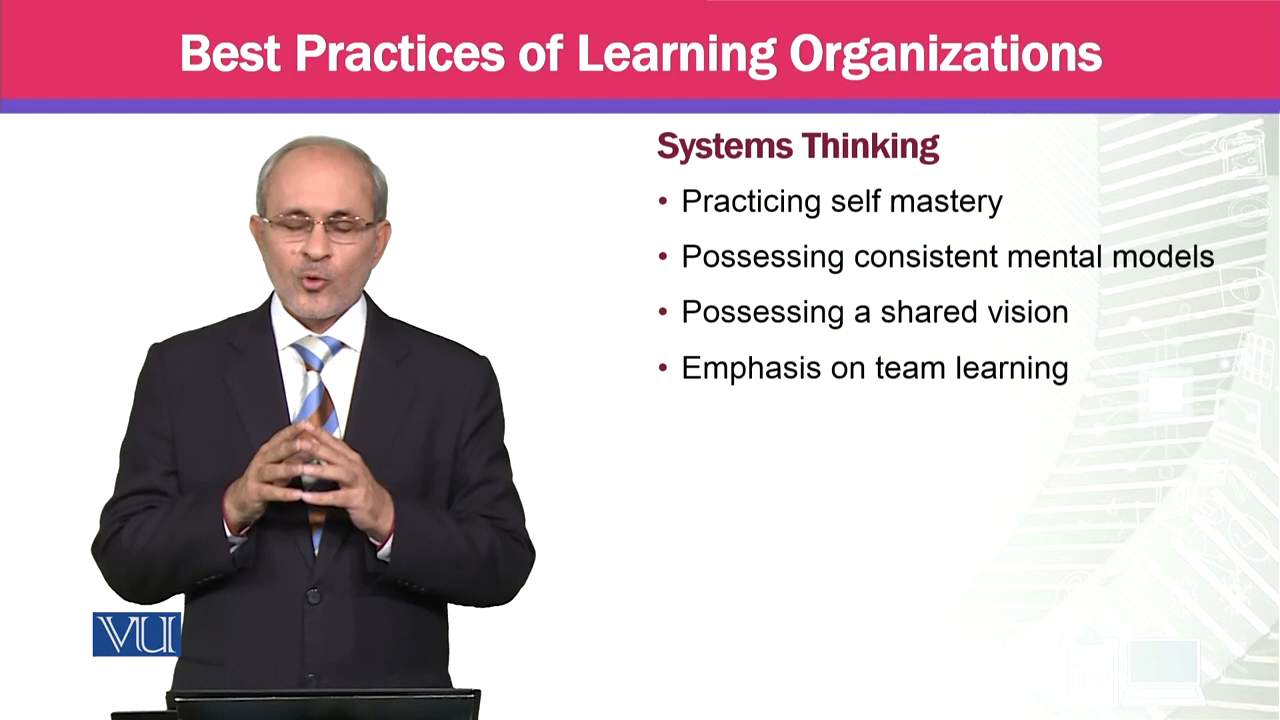 Best Practices of Learning Organizations
Systems Thinking
• Practicing self mastery
• Possessing consistent mental models
• Possessing a shared vision
• Emphasis on team learning
VU